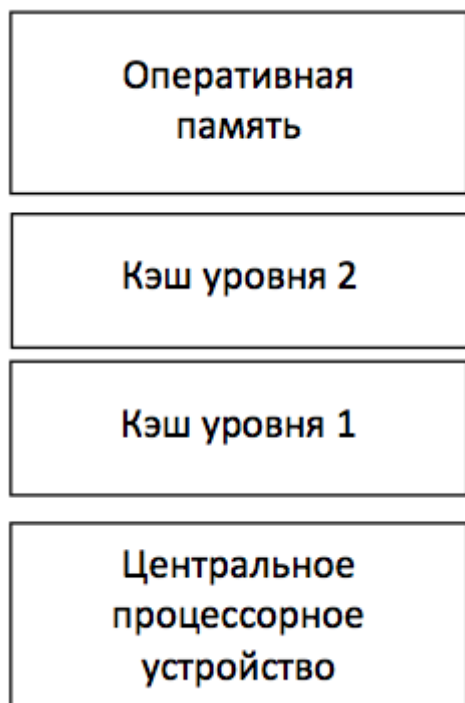 Оперативная
память
Кэш уровня 2
Кэш уровня 1
Центральное
процессорное
устройство